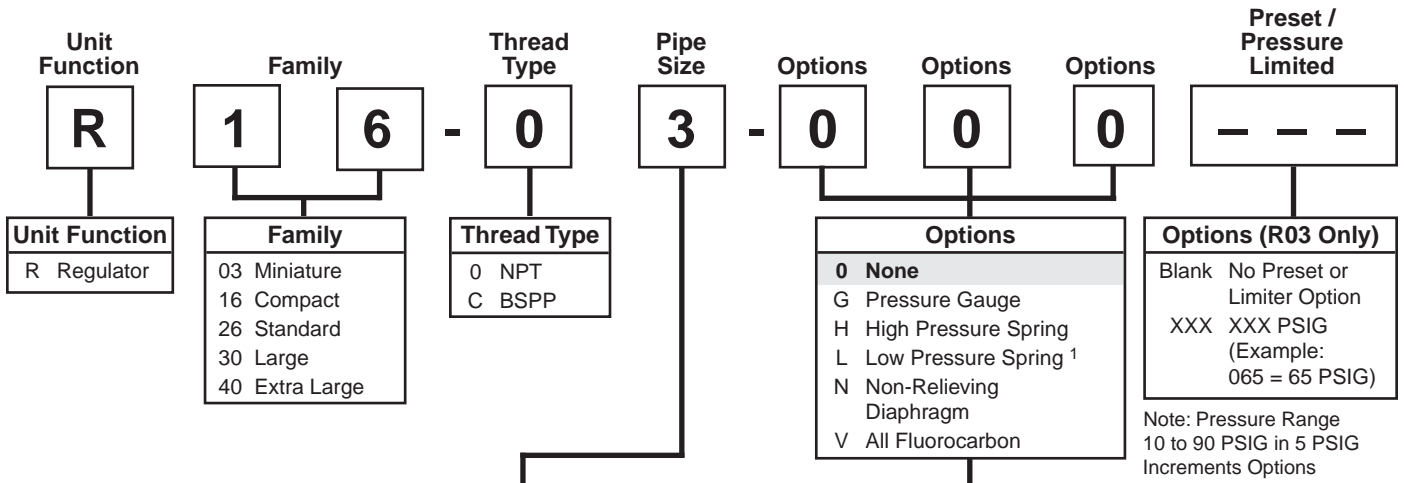 Unit
Function
Family
Thread
Type
Pipe
Size
Options
Options
Options
Preset /
Pressure
Limited
R 1 6 - 0 3 - 0 0 0 – – –
Unit Function
R Regulator
Family
03 Miniature
16 Compact
26 Standard
30 Large
40 Extra Large
Thread Type
0 NPT
C BSPP
Options
0 None
G Pressure Gauge
H High Pressure Spring
L Low Pressure Spring 1
N Non-Relieving
Diaphragm
V All Fluorocarbon
Options (R03 Only)
Blank No Preset or
Limiter Option
XXX XXX PSIG
(Example:
065 = 65 PSIG)
Note: Pressure Range
10 to 90 PSIG in 5 PSIG
Increments Options